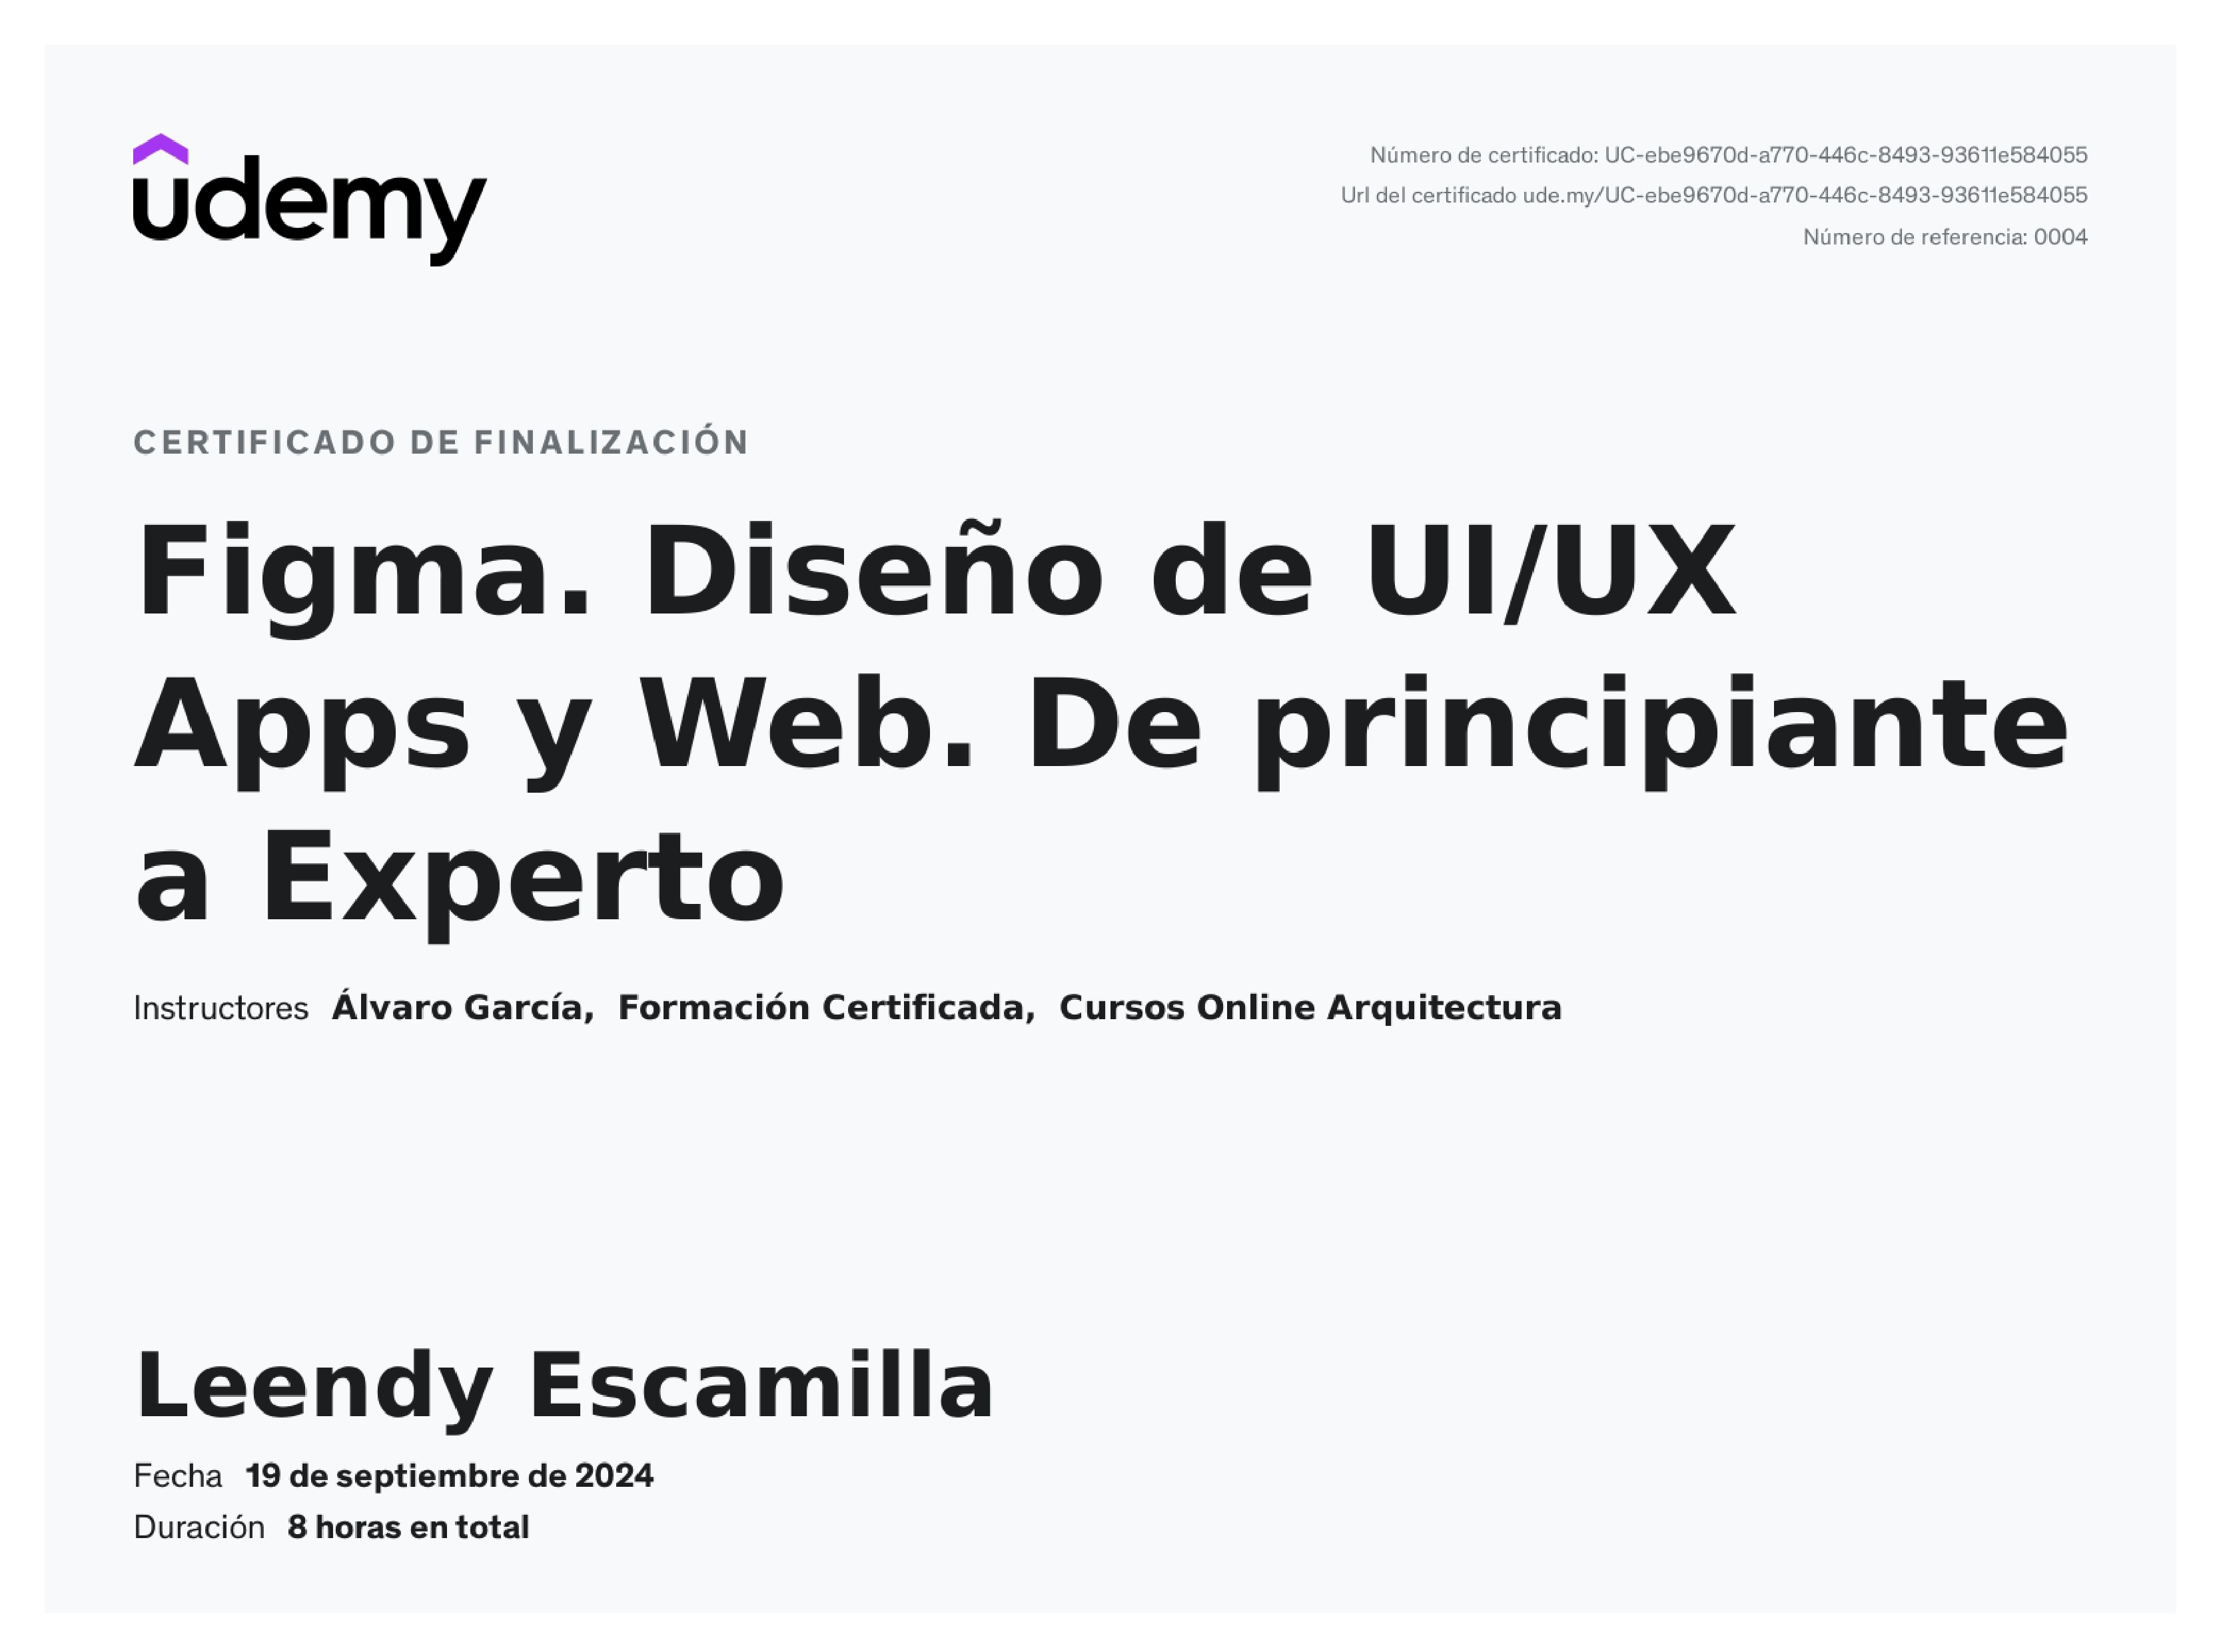 udemy
Número de certificado: UC-ebe9670d-a770-446c-8493-93611e584055
Url del certificado ude.my/UC-ebe9670d-a770-446c-8493-93611e584055
Número de referencia: 0004
CERTIFICADO DE FINALIZACIÓN
Figma. Diseño de UI/UX
Apps y Web. De principiante
a Experto
Instructores Álvaro García, Formación Certificada, Cursos Online Arquitectura
Leendy Escamilla
Fecha 19 de septiembre de 2024
Duración 8 horas en total